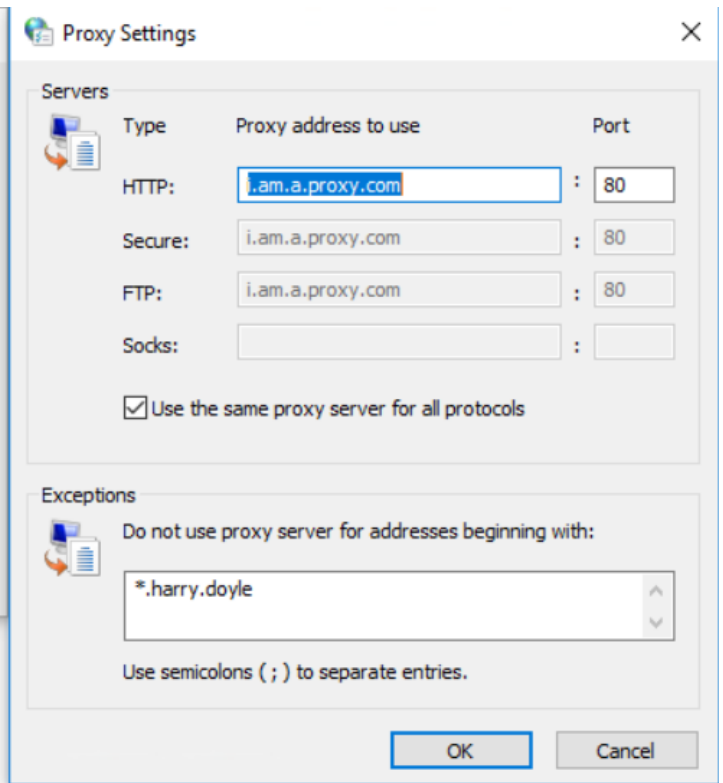 Proxy Settings
Servers
Type Proxy address to use Port
HTTP: i.am.a.proxy.com : 80
Secure: i.am.a.proxy.com : 80
FTP: i.am.a.proxy.com : 80
Socks: :
Use the same proxy server for all protocols
Exceptions
Do not use proxy server for addresses beginning with:
*.harry.doyle
Use semicolons ( ; ) to separate entries.
OK Cancel